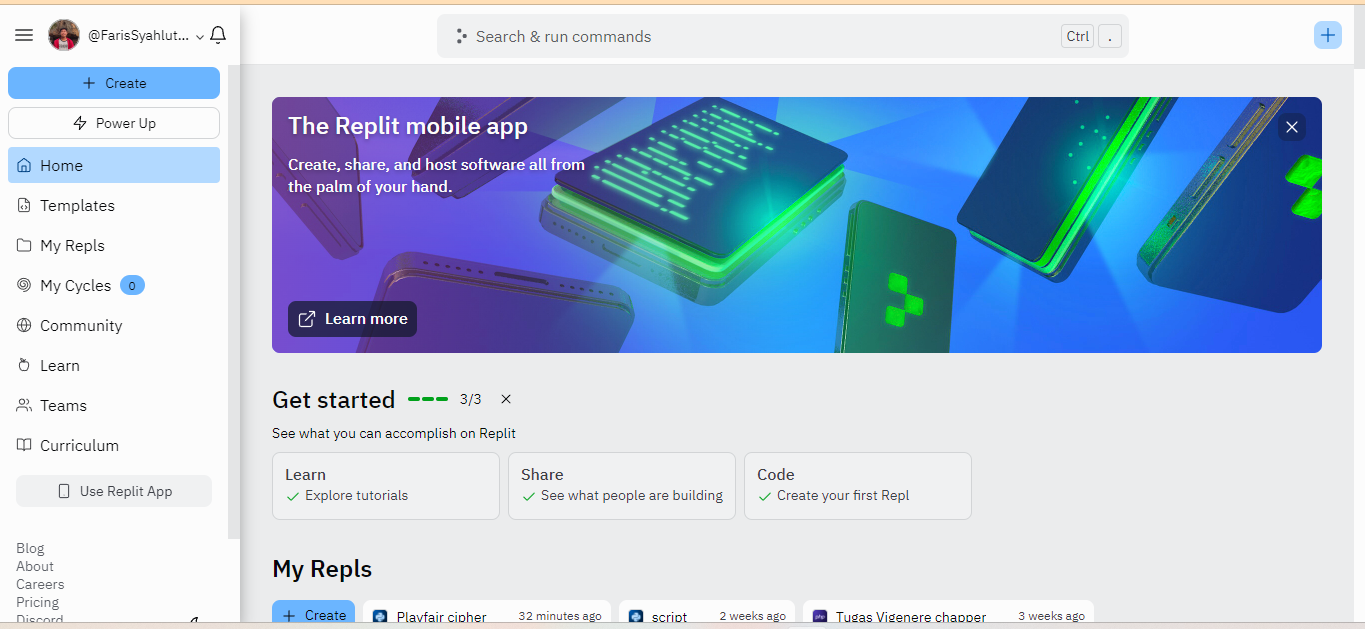 @FarisSyahlut...
Search & run commands
Ctrl
.
Create
Power Up
Home
Templates
My Repls
My Cycles 0
Community
Learn
Teams
Curriculum
Use Replit App
Blog
About
Careers
Pricing
Discord
The Replit mobile app
Create, share, and host software all from
the palm of your hand.
Learn more
Get started 3/3
See what you can accomplish on Replit
Learn
Explore tutorials
Share
See what people are building
Code
Create your first Repl
My Repls
Create
Playfair cipher 32 minutes ago
script 2 weeks ago
php Tugas Vigenere chapper 3 weeks ago